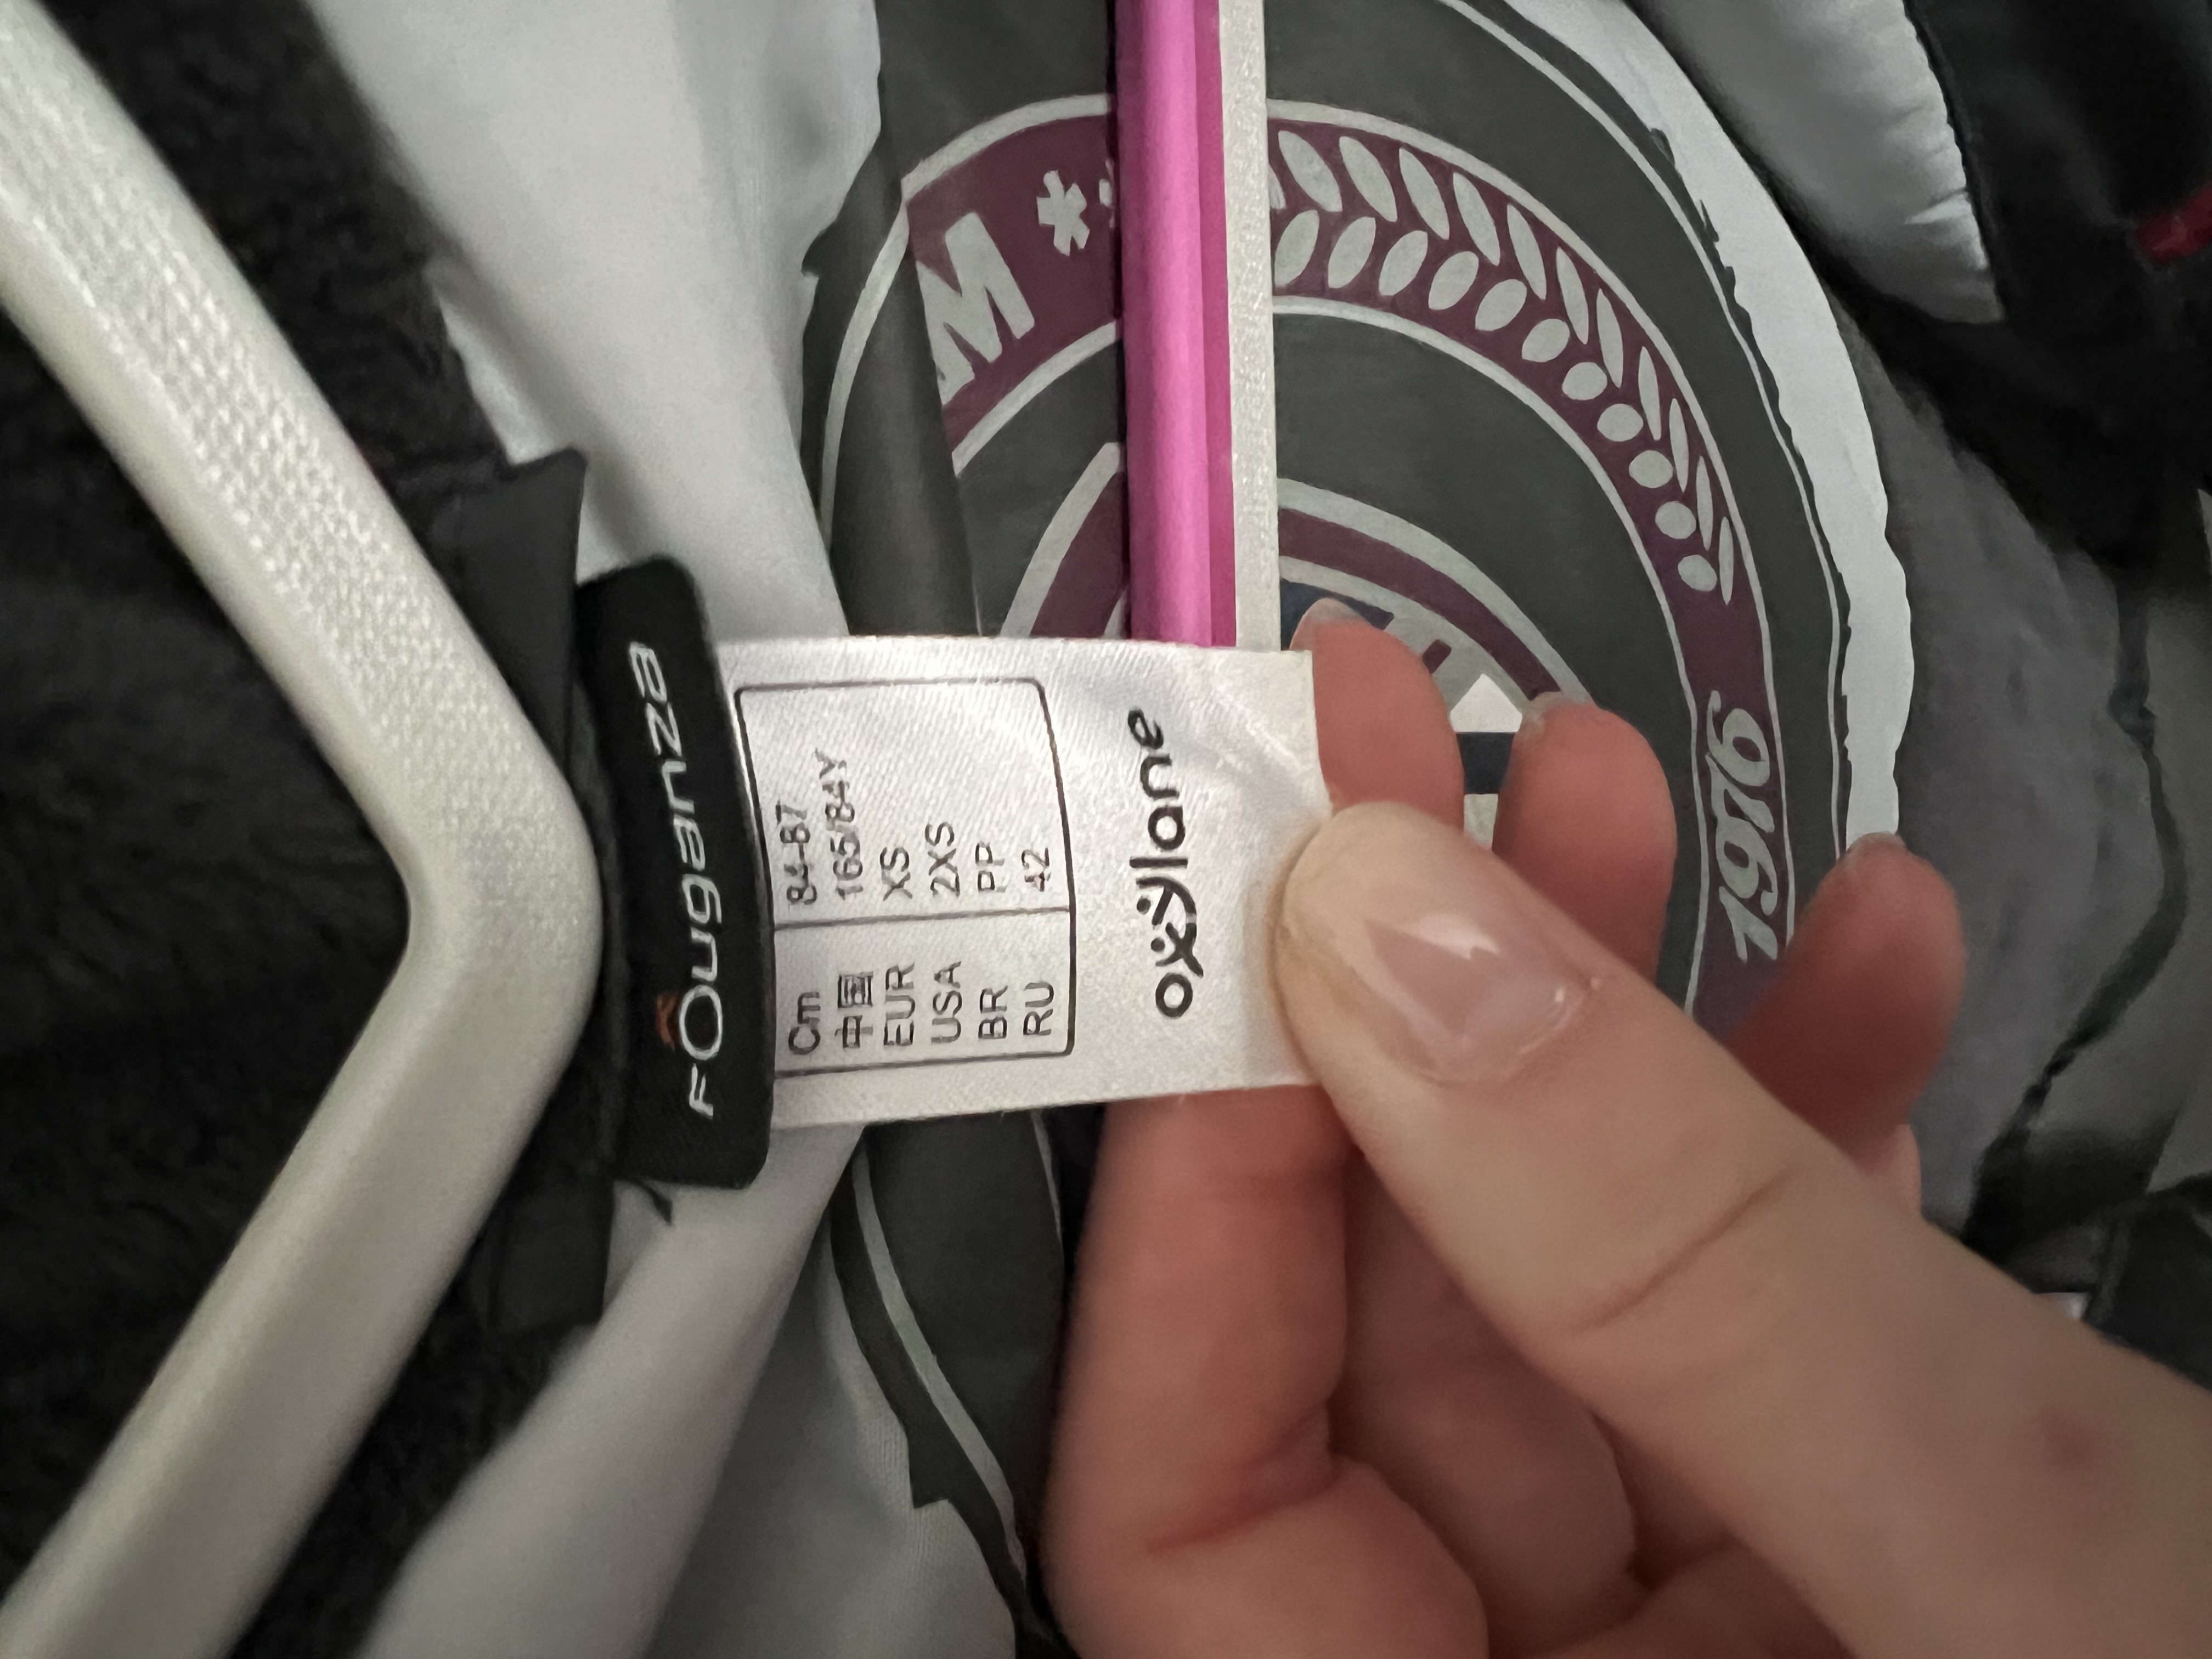 FOuganza
Cm 84-87
中国 165/84Y
EUR XS
USA 2XS
BR PP
RU 42
oxylane
M *
1976